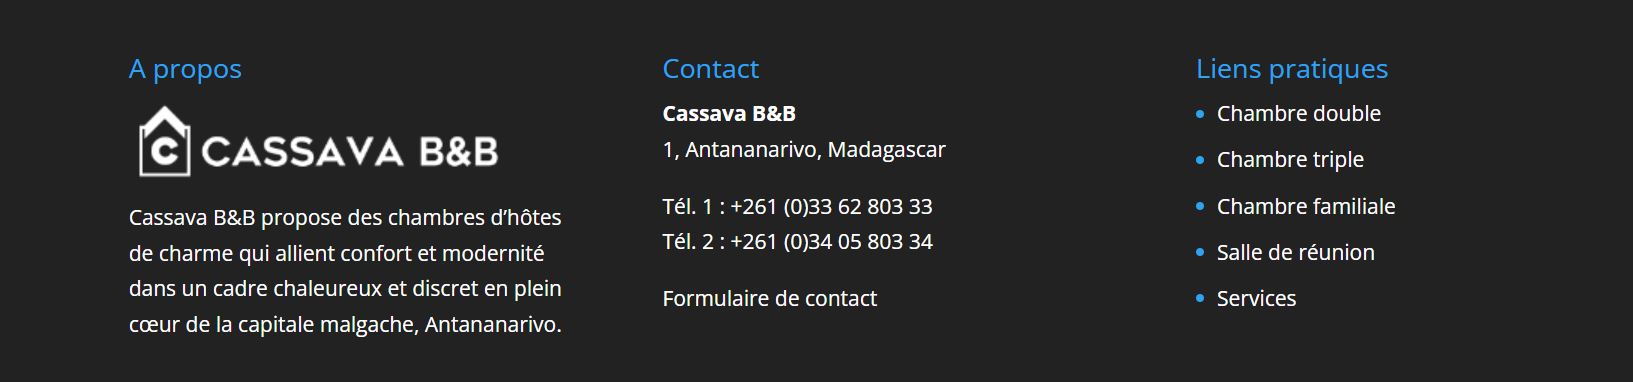 A propos
C CASSAVA B&B
Cassava B&B propose des chambres d’hôtes
de charme qui allient confort et modernité
dans un cadre chaleureux et discret en plein
cœur de la capitale malgache, Antananarivo.
Contact
Cassava B&B
1, Antananarivo, Madagascar
Tél. 1 : +261 (0)33 62 803 33
Tél. 2 : +261 (0)34 05 803 34
Formulaire de contact
Liens pratiques
Chambre double
Chambre triple
Chambre familiale
Salle de réunion
Services